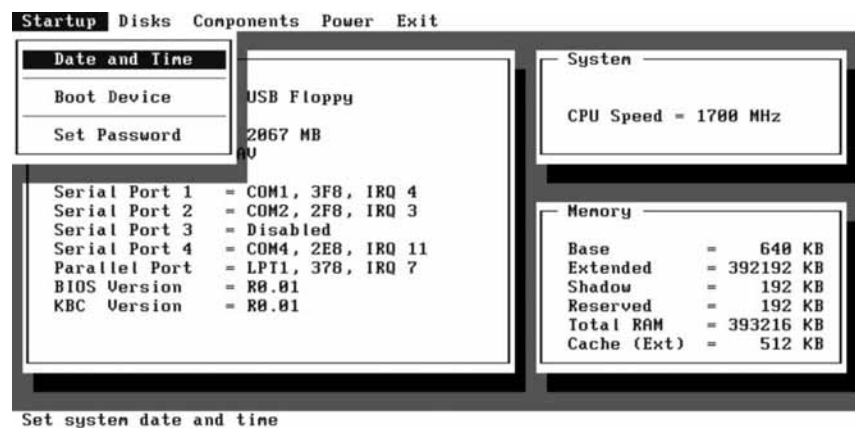 Startup Disks Components Power Exit
Date and Time
Boot Device
Set Password
USB Floppy
2067 MB
Serial Port 1 = COM1, 3F8, IRQ 4
Serial Port 2 = COM2, 2F8, IRQ 3
Serial Port 3 = Disabled
Serial Port 4 = COM4, 2E8, IRQ 11
Parallel Port = LPT1, 378, IRQ 7
BIOS Version = R0.01
KBC Version = R0.01
System
CPU Speed = 1700 MHz
Memory
Base = 640 KB
Extended = 392192 KB
Shadow = 192 KB
Reserved = 192 KB
Total RAM = 393216 KB
Cache (Ext) = 512 KB
Set system date and time